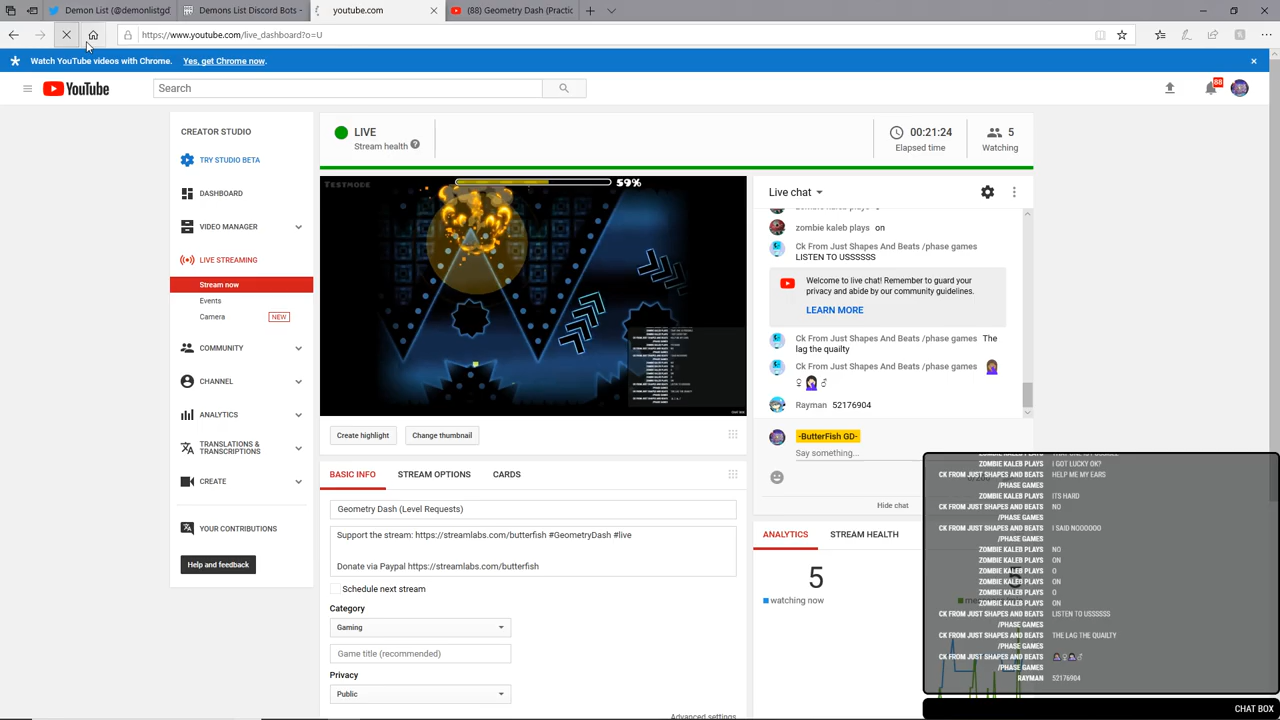 Demon List (@demonlistgd
Demons List Discord Bots -
youtube.com
(88) Geometry Dash (Practic
https://www.youtube.com/live_dashboard?o=U
Watch YouTube videos with Chrome. Yes, get Chrome now.
YouTube
Search
88
CREATOR STUDIO
TRY STUDIO BETA
DASHBOARD
VIDEO MANAGER
LIVE STREAMING
Stream now
Events
Camera NEW
COMMUNITY
CHANNEL
ANALYTICS
TRANSLATIONS &
TRANSCRIPTIONS
CREATE
YOUR CONTRIBUTIONS
Help and feedback
LIVE
Stream health
00:21:24
Elapsed time
5
Watching
Testmode
59%
Create highlight
Change thumbnail
BASIC INFO STREAM OPTIONS CARDS
Geometry Dash (Level Requests)
Support the stream: https://streamlabs.com/butterfish #GeometryDash #live
Donate via Paypal https://streamlabs.com/butterfish
Schedule next stream
Category
Gaming
Game title (recommended)
Privacy
Public
Advanced settings
Live chat
zombie kaleb plays on
Ck From Just Shapes And Beats /phase games
LISTEN TO USSSSSS
Welcome to live chat! Remember to guard your
privacy and abide by our community guidelines.
LEARN MORE
Ck From Just Shapes And Beats /phase games The
lag the quailty
Ck From Just Shapes And Beats /phase games
Rayman 52176904
-ButterFish GD-
Say something...
Hide chat
ANALYTICS STREAM HEALTH
5
watching now
5
ZOMBIE KALEB PLAYS I GOT LUCKY OK?
CK FROM JUST SHAPES AND BEATS HELP ME MY EARS
/PHASE GAMES
ZOMBIE KALEB PLAYS ITS HARD
CK FROM JUST SHAPES AND BEATS NO
/PHASE GAMES
CK FROM JUST SHAPES AND BEATS I SAID NOOOOOO
/PHASE GAMES
ZOMBIE KALEB PLAYS NO
ZOMBIE KALEB PLAYS ON
ZOMBIE KALEB PLAYS O
ZOMBIE KALEB PLAYS ON
ZOMBIE KALEB PLAYS O
ZOMBIE KALEB PLAYS ON
CK FROM JUST SHAPES AND BEATS LISTEN TO USSSSSS
/PHASE GAMES
CK FROM JUST SHAPES AND BEATS THE LAG THE QUAILTY
/PHASE GAMES
CK FROM JUST SHAPES AND BEATS
/PHASE GAMES
RAYMAN 52176904
CHAT BOX